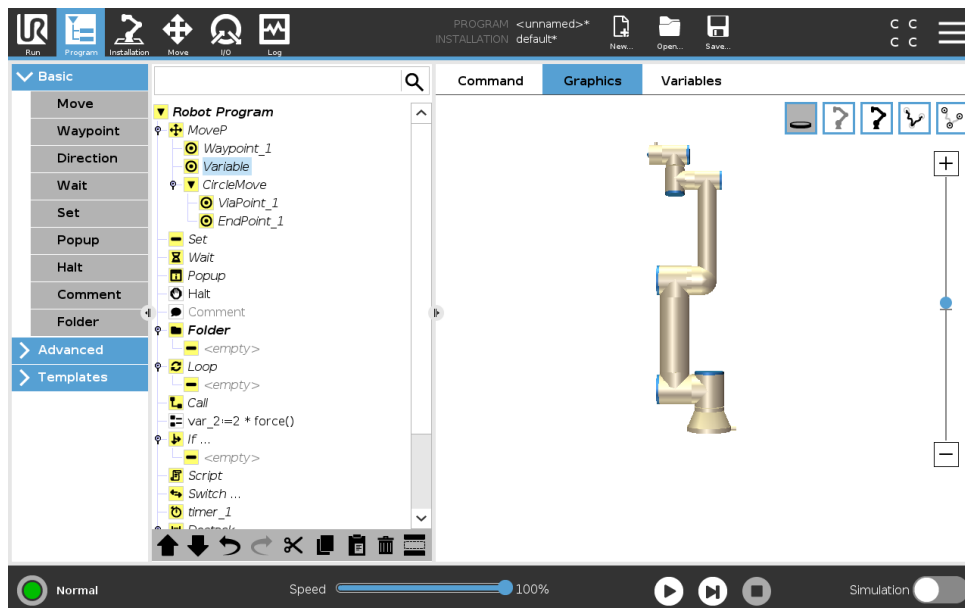 PROGRAM <unnamed>*
INSTALLATION default*
Run
Program
Installation
Move
I/O
Log
New...
Open...
Save...
C C
C C
Basic
Move
Waypoint
Direction
Wait
Set
Popup
Halt
Comment
Folder
Advanced
Templates
Robot Program
MoveP
Waypoint_1
Variable
CircleMove
ViaPoint_1
EndPoint_1
Set
Wait
Popup
Halt
Comment
Folder
<empty>
Loop
<empty>
Call
var_2:=2 * force()
If ...
<empty>
Script
Switch ...
timer_1
Command
Graphics
Variables
Normal
Speed
100%
Simulation